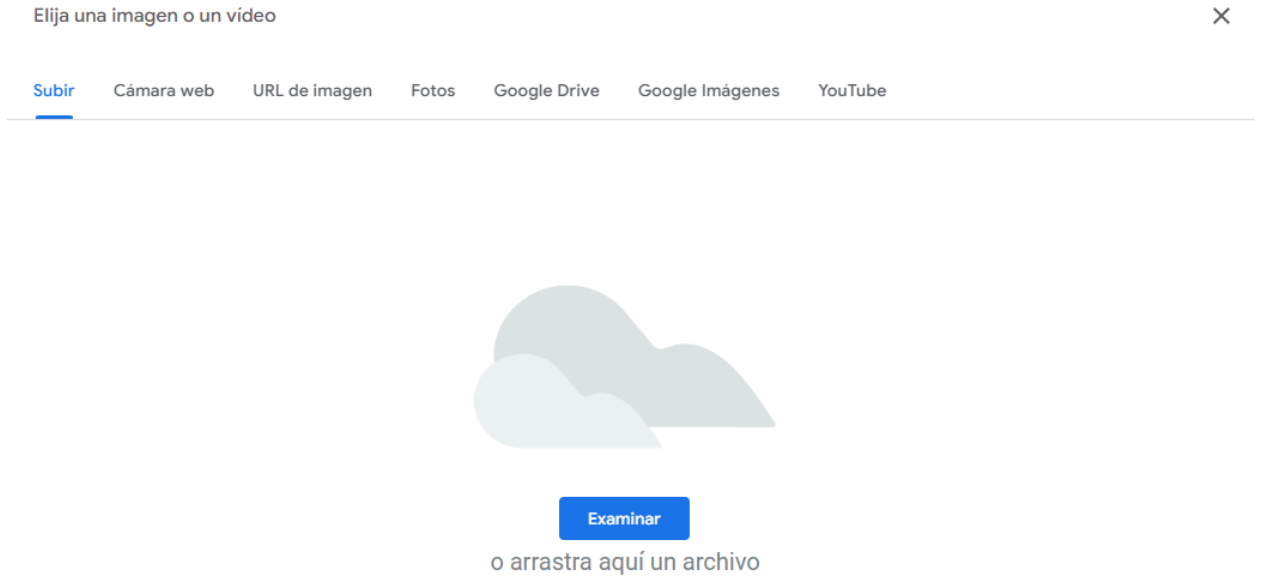 Elija una imagen o un vídeo
Subir Cámara web URL de imagen Fotos Google Drive Google Imágenes YouTube
Examinar
o arrastra aquí un archivo